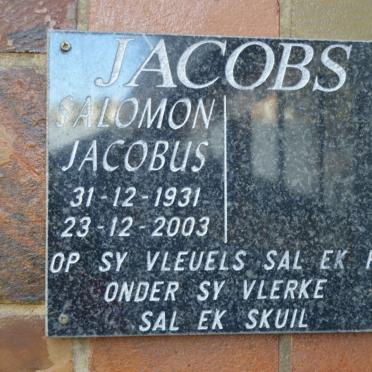 JACOBS
SALOMON
JACOBUS
31-12-1931
23-12-2003
OP SY VLEUELS SAL EK
ONDER SY VLERKE
SAL EK SKUIL